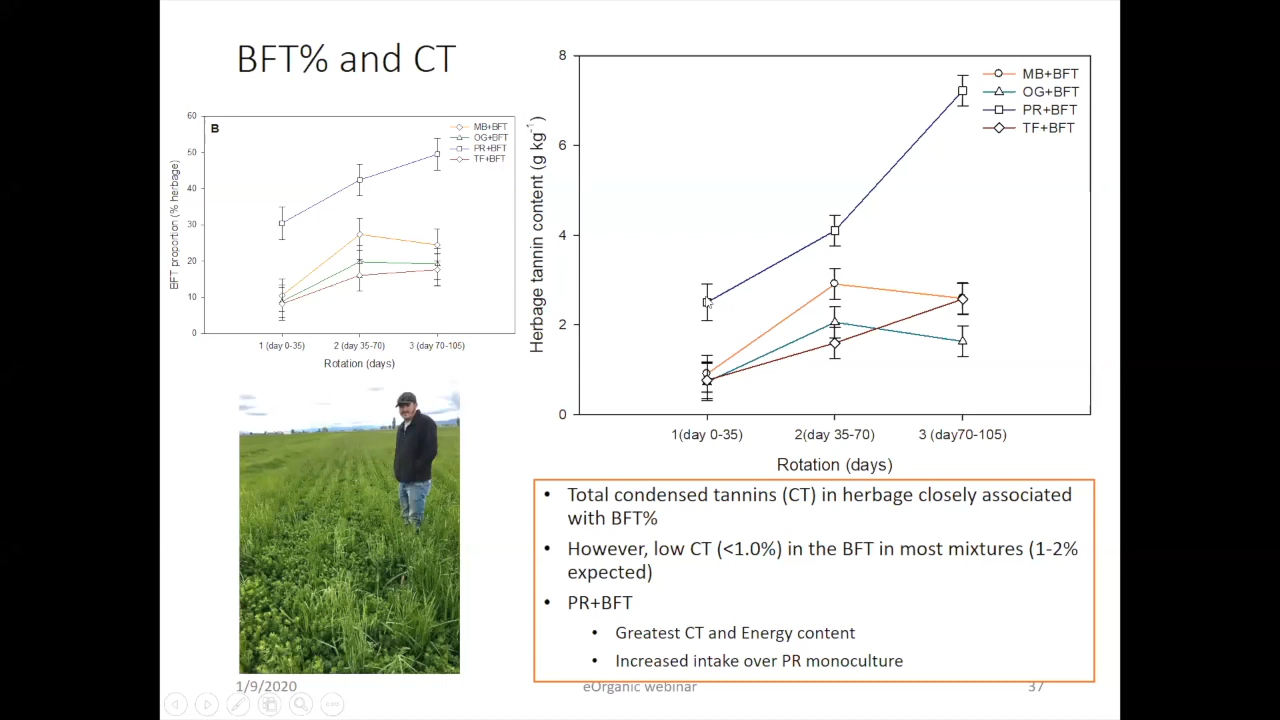 BFT% and CT
B
60
50
40
30
20
10
0
BFT proportion (% herbage)
MB+BFT
OG+BFT
PR+BFT
TF+BFT
1 (day 0-35)
2 (day 35-70)
3 (day 70-105)
Rotation (days)
8
6
4
2
0
Herbage tannin content (g kg⁻¹)
MB+BFT
OG+BFT
PR+BFT
TF+BFT
1(day 0-35)
2(day 35-70)
3 (day70-105)
Rotation (days)
• Total condensed tannins (CT) in herbage closely associated
with BFT%
• However, low CT (<1.0%) in the BFT in most mixtures (1-2%
expected)
• PR+BFT
• Greatest CT and Energy content
• Increased intake over PR monoculture
1/9/2020
eOrganic webinar
37